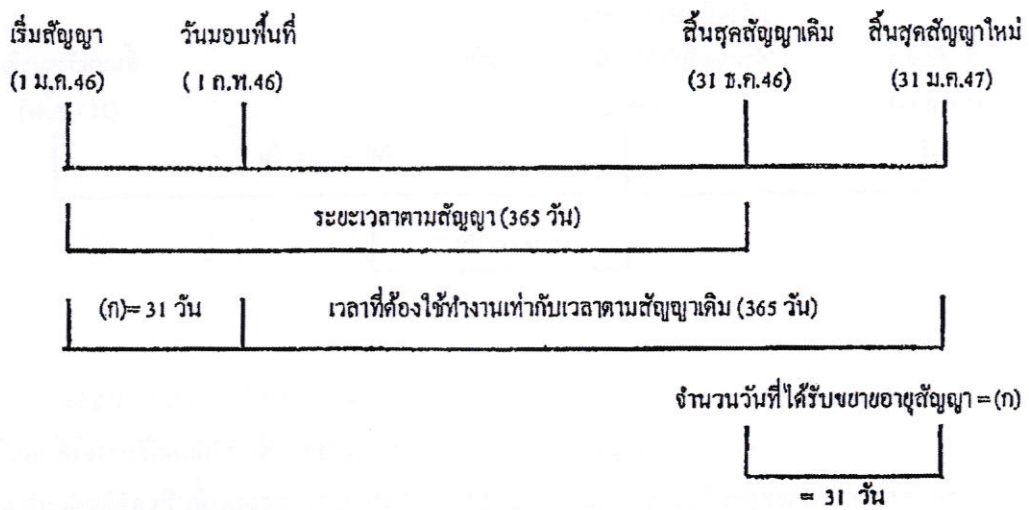 เริ่มสัญญา วันมอบพื้นที่ สิ้นสุดสัญญาเดิม สิ้นสุดสัญญาใหม่
(1 ม.ค.46) ( 1 ก.พ.46) (31 ธ.ค.46) (31 ม.ค.47)
ระยะเวลาตามสัญญา (365 วัน)
(ก)= 31 วัน เวลาที่ต้องใช้ทำงานเท่ากับเวลาตามสัญญาเดิม (365 วัน)
จำนวนวันที่ได้รับขยายอายุสัญญา = (ก)
= 31 วัน